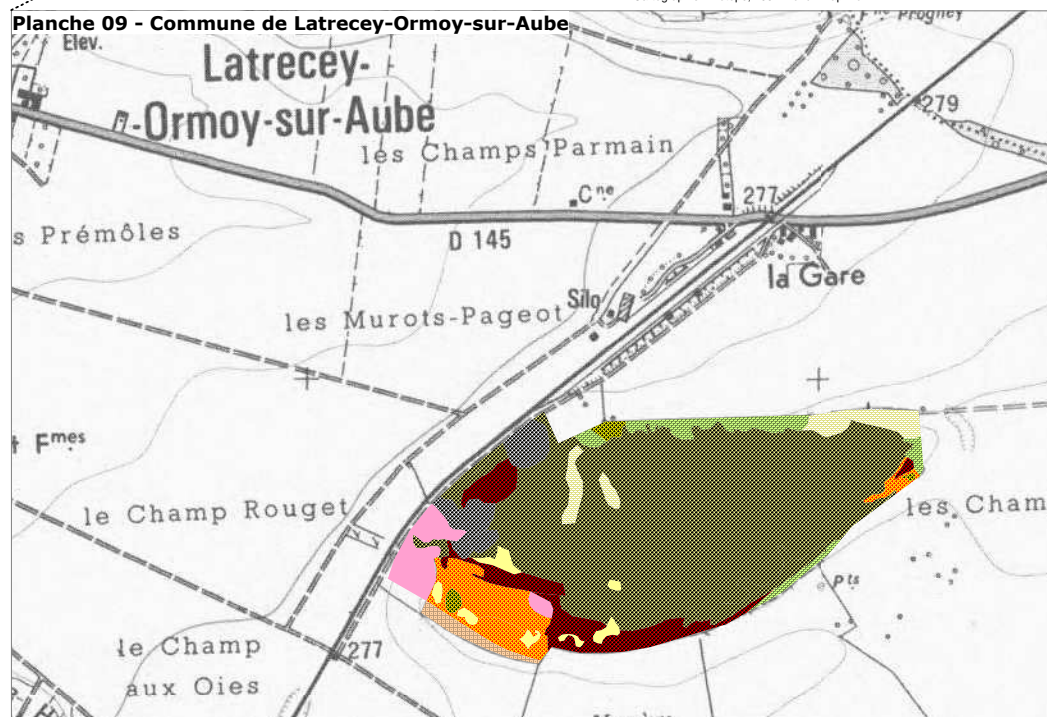 Planche 09 - Commune de Latrecey-Ormoy-sur-Aube
Progney
Elev.
Latrecey-
-Ormoy-sur-Aube
279
les Champs Parmain
Cne
277
s Prémôles
D 145
la Gare
Silo
les Murots-Pageot
t Fmes
le Champ Rouget
les Cham
Pts
le Champ
277
aux Oies